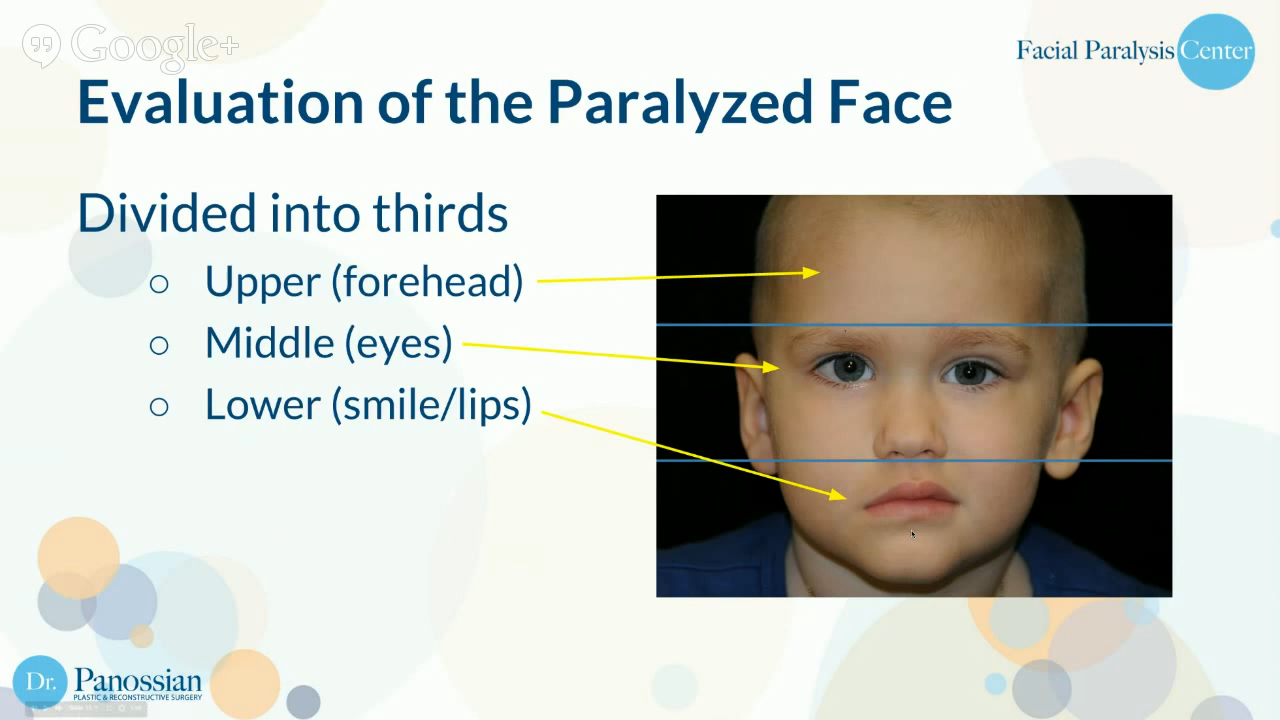 Google+
Facial Paralysis Center
Evaluation of the Paralyzed Face
Divided into thirds
○ Upper (forehead)
○ Middle (eyes)
○ Lower (smile/lips)
Dr. Panossian
PLASTIC & RECONSTRUCTIVE SURGERY